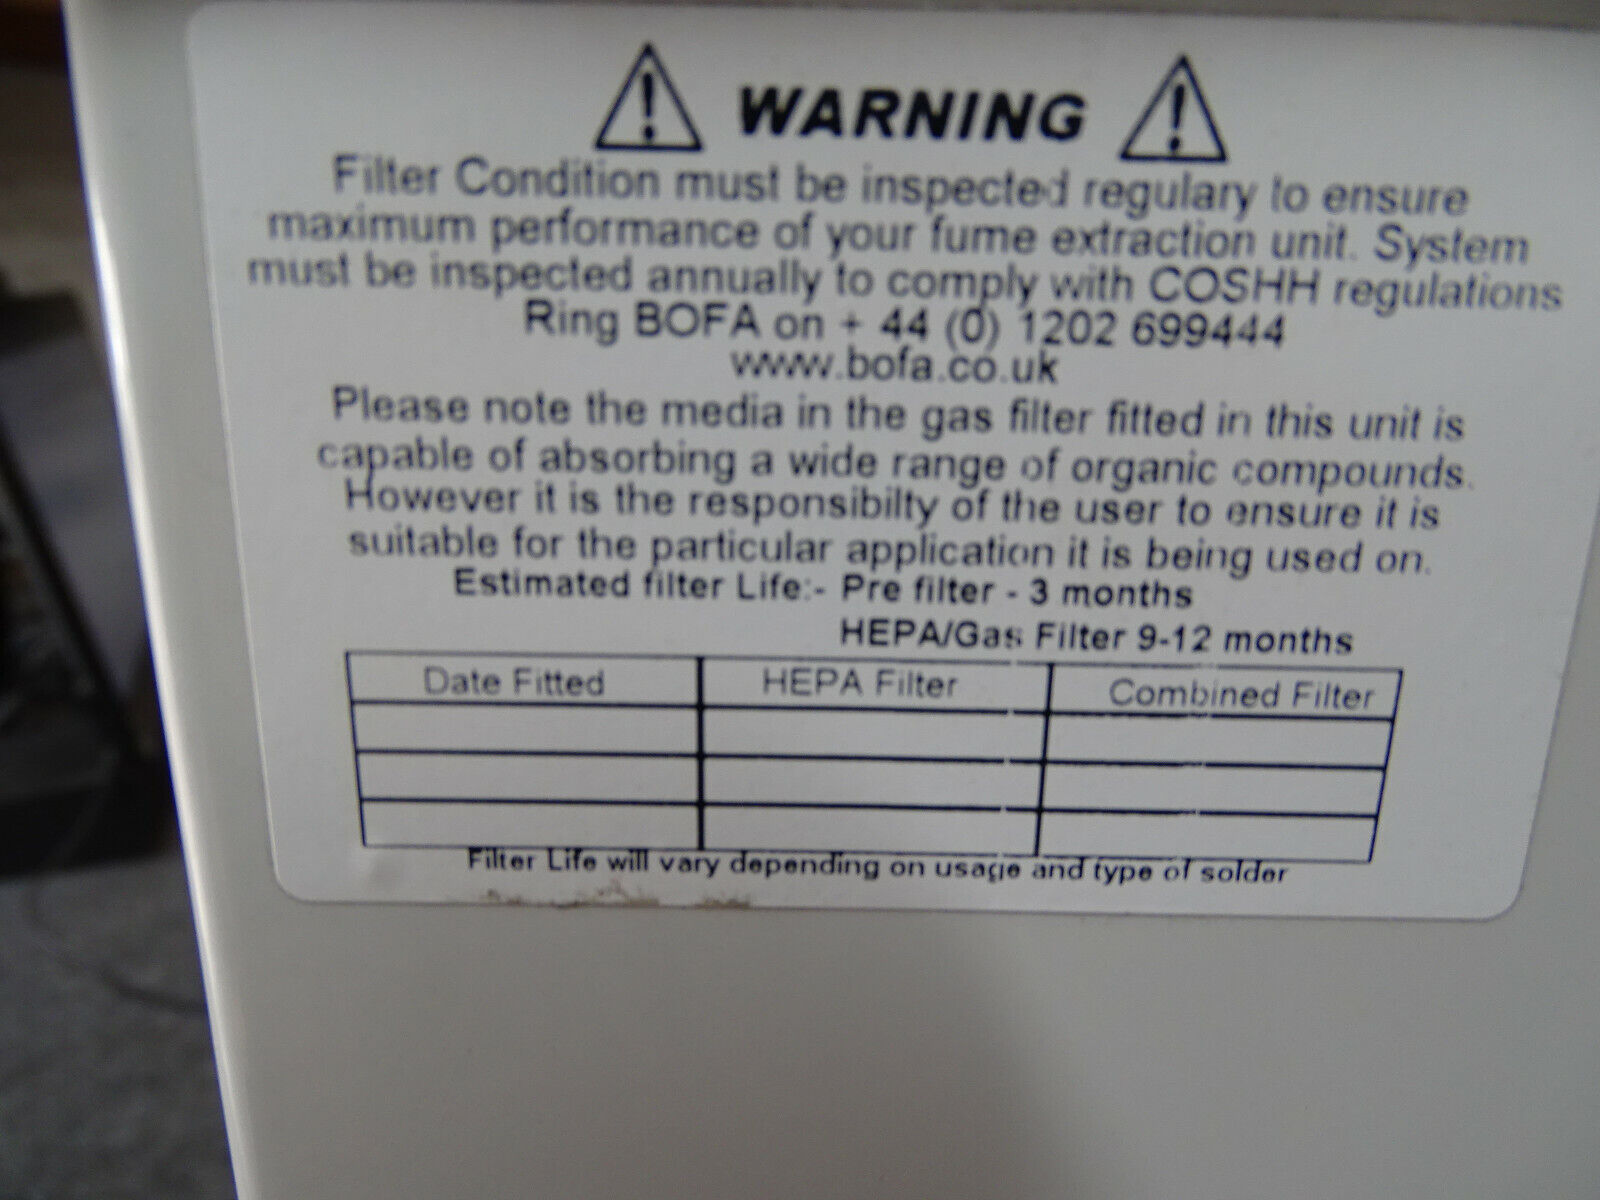 WARNING
Filter Condition must be inspected regulary to ensure
maximum performance of your fume extraction unit. System
must be inspected annually to comply with COSHH regulations
Ring BOFA on + 44 (0) 1202 699444
www.bofa.co.uk
Please note the media in the gas filter fitted in this unit is
capable of absorbing a wide range of organic compounds.
However it is the responsibilty of the user to ensure it is
suitable for the particular application it is being used on.
Estimated filter Life:- Pre filter - 3 months
HEPA/Gas Filter 9-12 months
Date Fitted HEPA Filter Combined Filter
Filter Life will vary depending on usage and type of solder